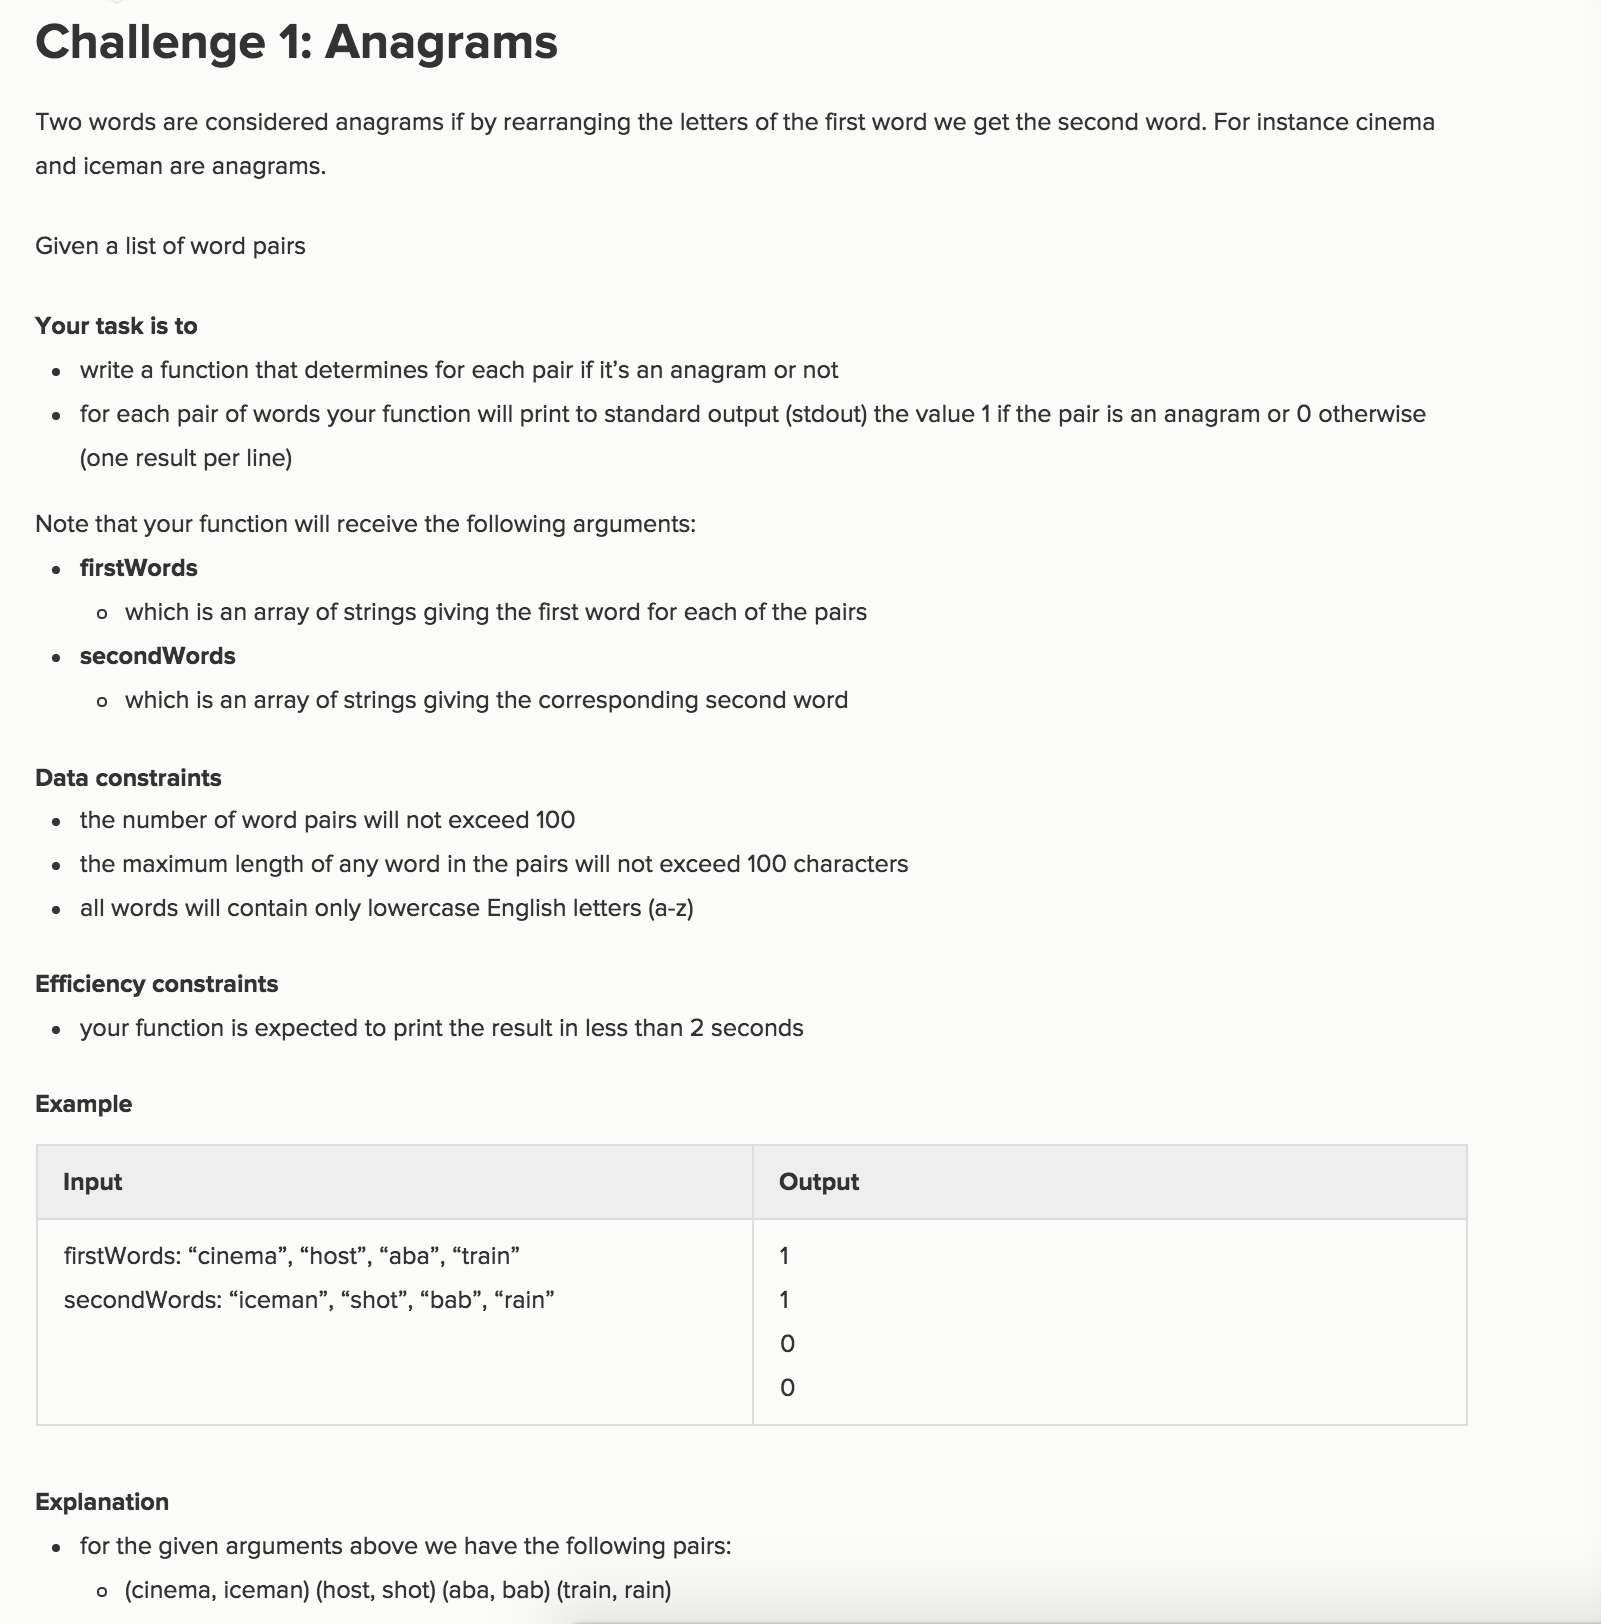 Challenge 1: Anagrams
Two words are considered anagrams if by rearranging the letters of the first word we get the second word. For instance cinema
and iceman are anagrams.
Given a list of word pairs
Your task is to
• write a function that determines for each pair if it’s an anagram or not
• for each pair of words your function will print to standard output (stdout) the value 1 if the pair is an anagram or 0 otherwise
(one result per line)
Note that your function will receive the following arguments:
• firstWords
○ which is an array of strings giving the first word for each of the pairs
• secondWords
○ which is an array of strings giving the corresponding second word
Data constraints
• the number of word pairs will not exceed 100
• the maximum length of any word in the pairs will not exceed 100 characters
• all words will contain only lowercase English letters (a-z)
Efficiency constraints
• your function is expected to print the result in less than 2 seconds
Example
Input Output
firstWords: “cinema”, “host”, “aba”, “train” 1
secondWords: “iceman”, “shot”, “bab”, “rain” 1
0
0
Explanation
• for the given arguments above we have the following pairs:
○ (cinema, iceman) (host, shot) (aba, bab) (train, rain)